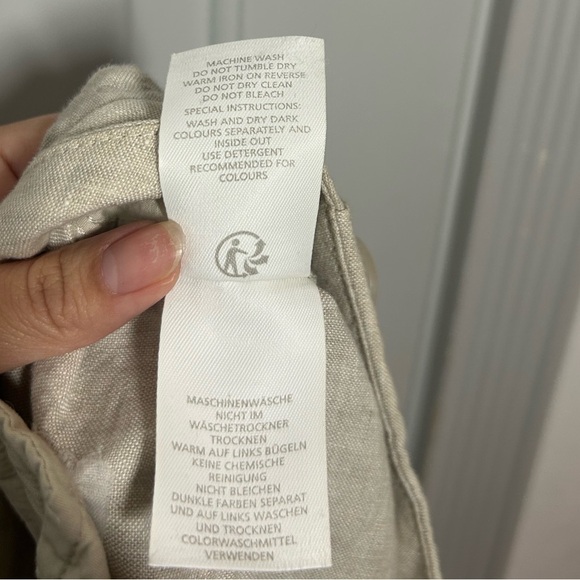 MACHINE WASH
DO NOT TUMBLE DRY
WARM IRON ON REVERSE
DO NOT DRY CLEAN
DO NOT BLEACH
SPECIAL INSTRUCTIONS:
WASH AND DRY DARK
COLOURS SEPARATELY AND
INSIDE OUT
USE DETERGENT
RECOMMENDED FOR
COLOURS
MASCHINENWÄSCHE
NICHT IM
WÄSCHETROCKNER
TROCKNEN
WARM AUF LINKS BÜGELN
KEINE CHEMISCHE
REINIGUNG
NICHT BLEICHEN
DUNKLE FARBEN SEPARAT
UND AUF LINKS WASCHEN
UND TROCKNEN
COLORWASCHMITTEL
VERWENDEN